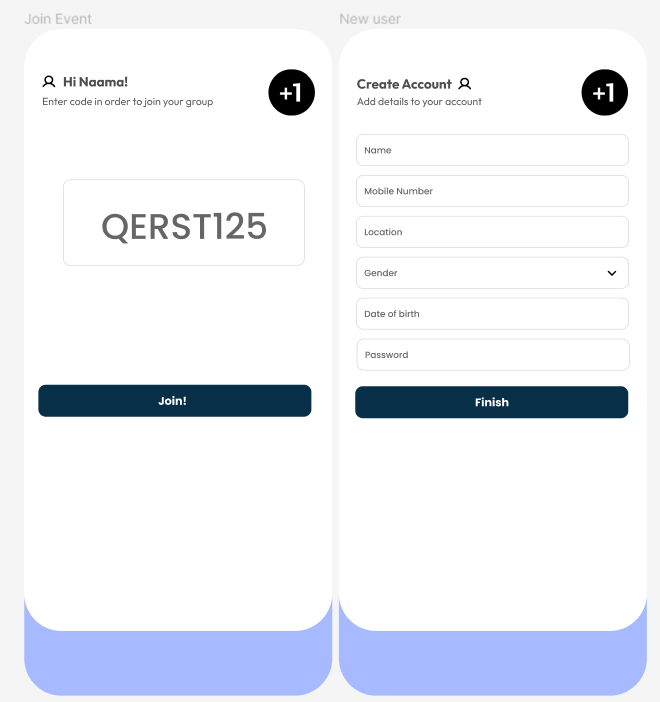 Join Event
Hi Naama!
Enter code in order to join your group
+1
QERST125
Join!
New user
Create Account
Add details to your account
+1
Name
Mobile Number
Location
Gender
Date of birth
Password
Finish